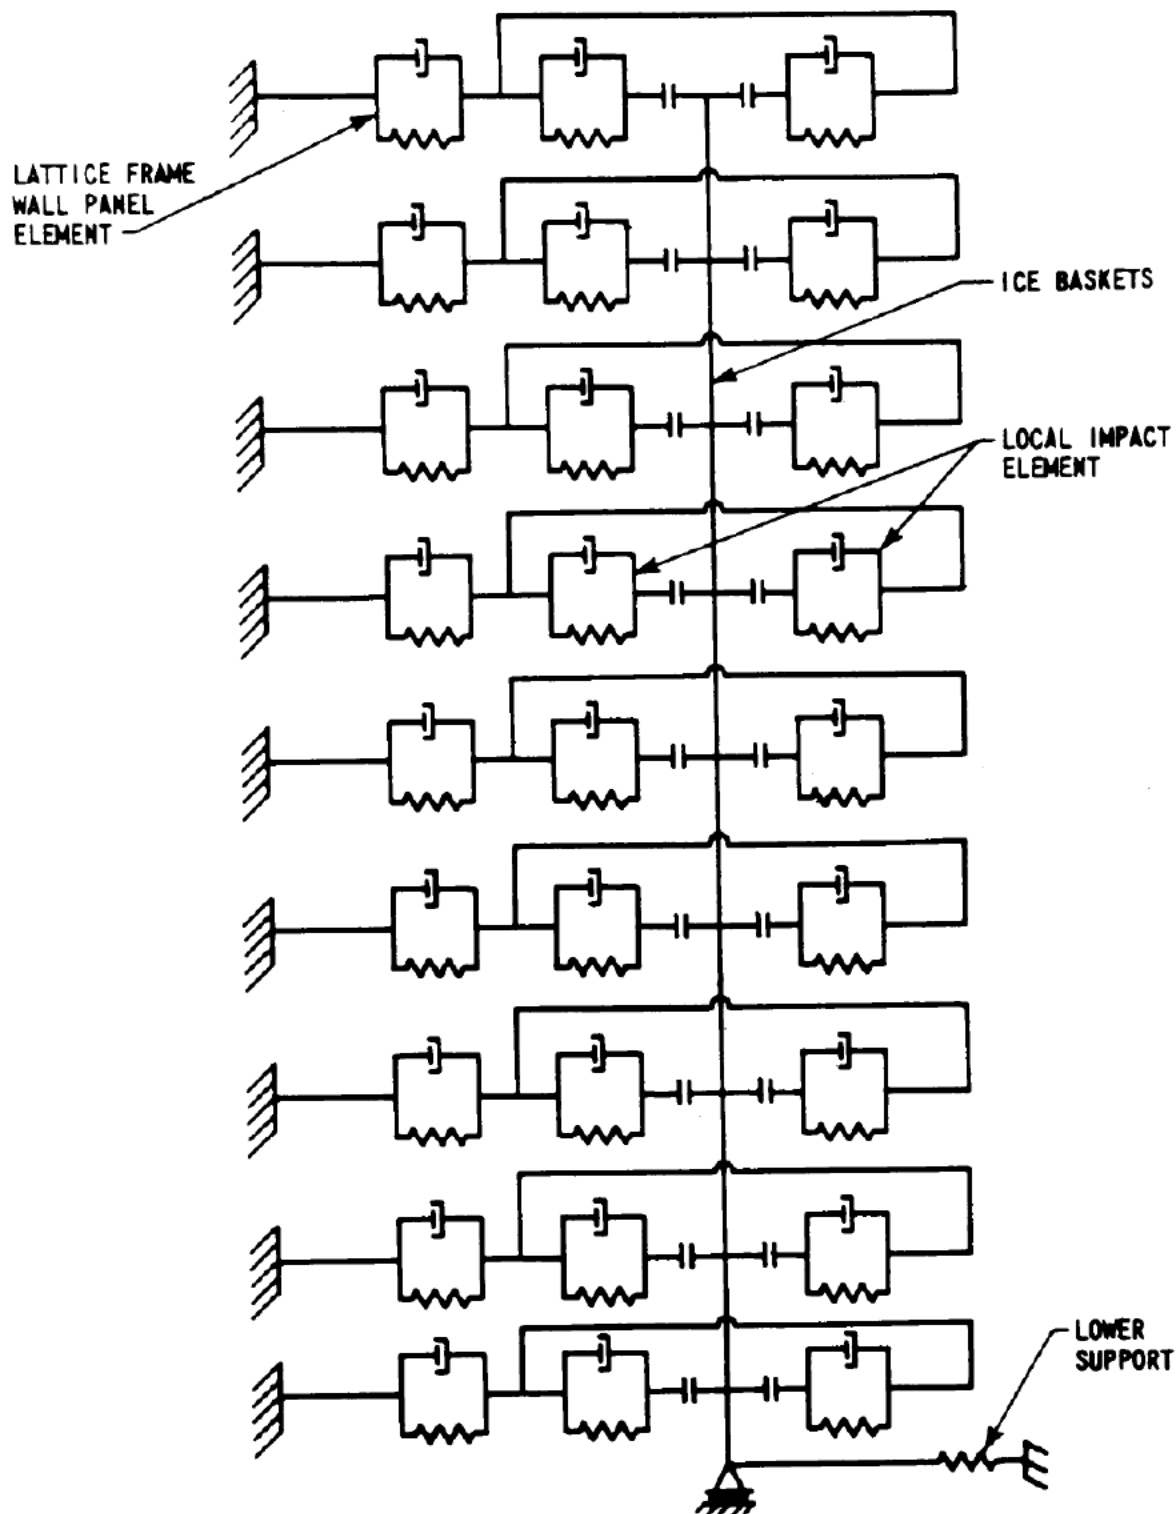 LATTICE FRAME
WALL PANEL
ELEMENT
ICE BASKETS
LOCAL IMPACT
ELEMENT
LOWER
SUPPORT